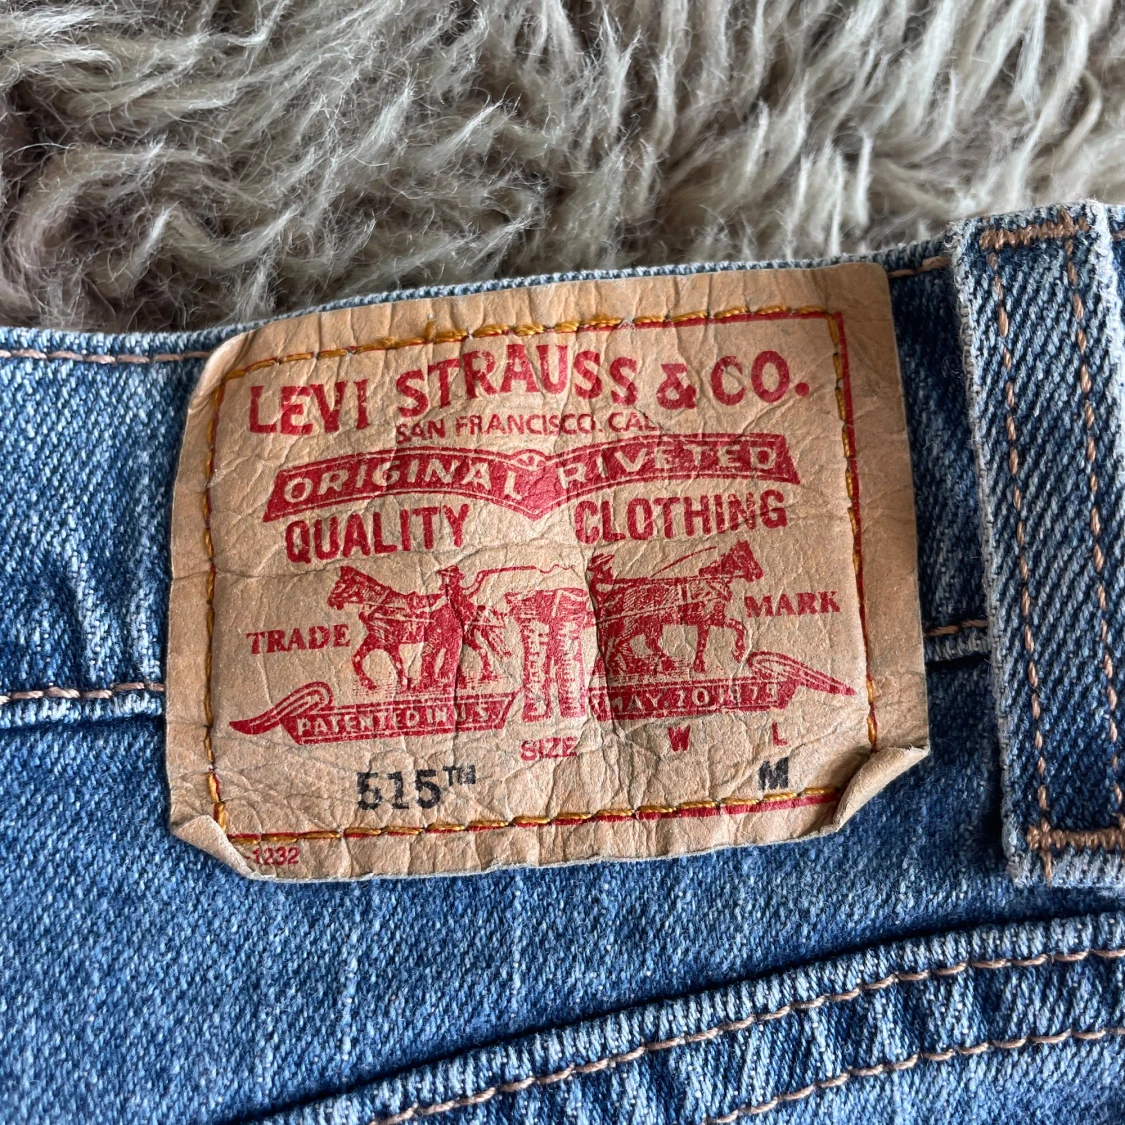 LEVI STRAUSS & CO.
SAN FRANCISCO. CAL.
ORIGINAL RIVETED
QUALITY CLOTHING
TRADE MARK
PATENTED IN U.S. MAY. 20 1873
SIZE W L
515™ M
1232